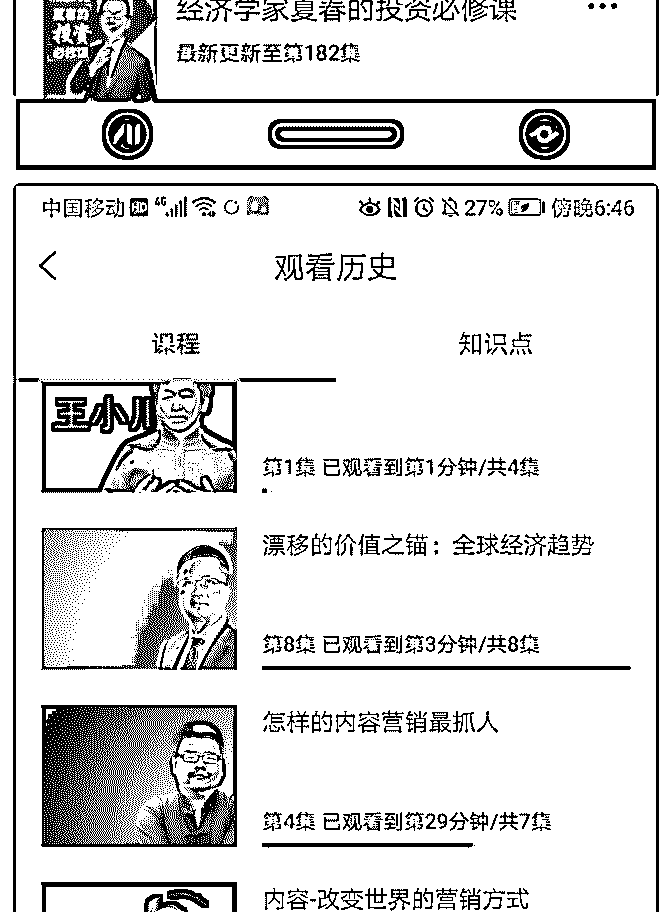 经济学家夏春的投资必修课
最新更新至第182集
中国移动 HD 4G 27% 傍晚6:46
观看历史
课程
知识点
王小川
第1集 已观看到第1分钟/共4集
漂移的价值之锚：全球经济趋势
第8集 已观看到第3分钟/共8集
怎样的内容营销最抓人
第4集 已观看到第29分钟/共7集
内容-改变世界的营销方式